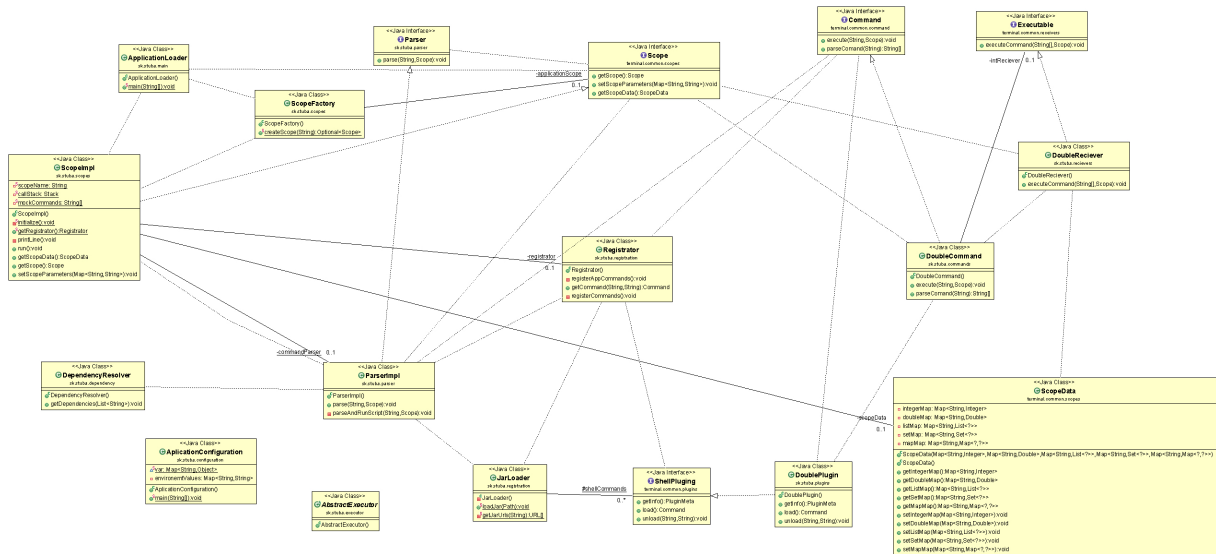 <<Java Interface>>
Parser
sk.stuba.parser
parse(String,Scope):void
<<Java Interface>>
Command
terminal.common.command
execute(String,Scope):void
parseComand(String):String[]
<<Java Interface>>
Executable
terminal.common.receivers
executeCommand(String[],Scope):void
<<Java Class>>
ApplicationLoader
sk.stuba.main
ApplicationLoader()
main(String[]):void
<<Java Interface>>
Scope
terminal.common.scopes
getScope():Scope
setScopeParameters(Map<String,String>):void
getScopeData():ScopeData
-applicationScope
0..1
-intReciever
0..1
<<Java Class>>
ScopeFactory
sk.stuba.scopes
ScopeFactory()
createScope(String):Optional<Scope>
<<Java Class>>
ScopeImpl
sk.stuba.scopes
scopeName: String
callStack: Stack
mockCommands: String[]
ScopeImpl()
initialize():void
getRegistrator():Registrator
printLine():void
run():void
getScopeData():ScopeData
getScope():Scope
setScopeParameters(Map<String,String>):void
<<Java Class>>
DoubleReciever
sk.stuba.recievers
DoubleReciever()
executeCommand(String[],Scope):void
<<Java Class>>
Registrator
sk.stuba.registration
Registrator()
registerAppCommands():void
getCommand(String,String):Command
registerCommands():void
-registrator
0..1
<<Java Class>>
DoubleCommand
sk.stuba.commands
DoubleCommand()
execute(String,Scope):void
parseComand(String):String[]
-commandParser
0..1
<<Java Class>>
DependencyResolver
sk.stuba.dependency
DependencyResolver()
getDependencies(List<String>):void
<<Java Class>>
ParserImpl
sk.stuba.parser
ParserImpl()
parse(String,Scope):void
parseAndRunScript(String,Scope):void
-scopeData
0..1
<<Java Class>>
ScopeData
terminal.common.scopes
integerMap: Map<String,Integer>
doubleMap: Map<String,Double>
listMap: Map<String,List<?>>
setMap: Map<String,Set<?>>
mapMap: Map<String,Map<?,?>>
ScopeData(Map<String,Integer>,Map<String,Double>,Map<String,List<?>>,Map<String,Set<?>>,Map<String,Map<?,?>>)
ScopeData()
getIntegerMap():Map<String,Integer>
getDoubleMap():Map<String,Double>
getListMap():Map<String,List<?>>
getSetMap():Map<String,Set<?>>
getMapMap():Map<String,Map<?,?>>
setIntegerMap(Map<String,Integer>):void
setDoubleMap(Map<String,Double>):void
setListMap(Map<String,List<?>>):void
setSetMap(Map<String,Set<?>>):void
setMapMap(Map<String,Map<?,?>>):void
<<Java Class>>
AplicationConfiguration
sk.stuba.configuration
var: Map<String,Object>
enviromentValues: Map<String,String>
AplicationConfiguration()
main(String[]):void
<<Java Class>>
AbstractExecutor
sk.stuba.executor
AbstractExecutor()
<<Java Class>>
JarLoader
sk.stuba.registration
JarLoader()
loadJar(Path):void
getJarUrls(String):URL[]
#shellCommands
0..*
<<Java Interface>>
ShellPluging
terminal.common.plugins
getInfo():PluginMeta
load():Command
unload(String,String):void
<<Java Class>>
DoublePlugin
sk.stuba.plugins
DoublePlugin()
getInfo():PluginMeta
load():Command
unload(String,String):void